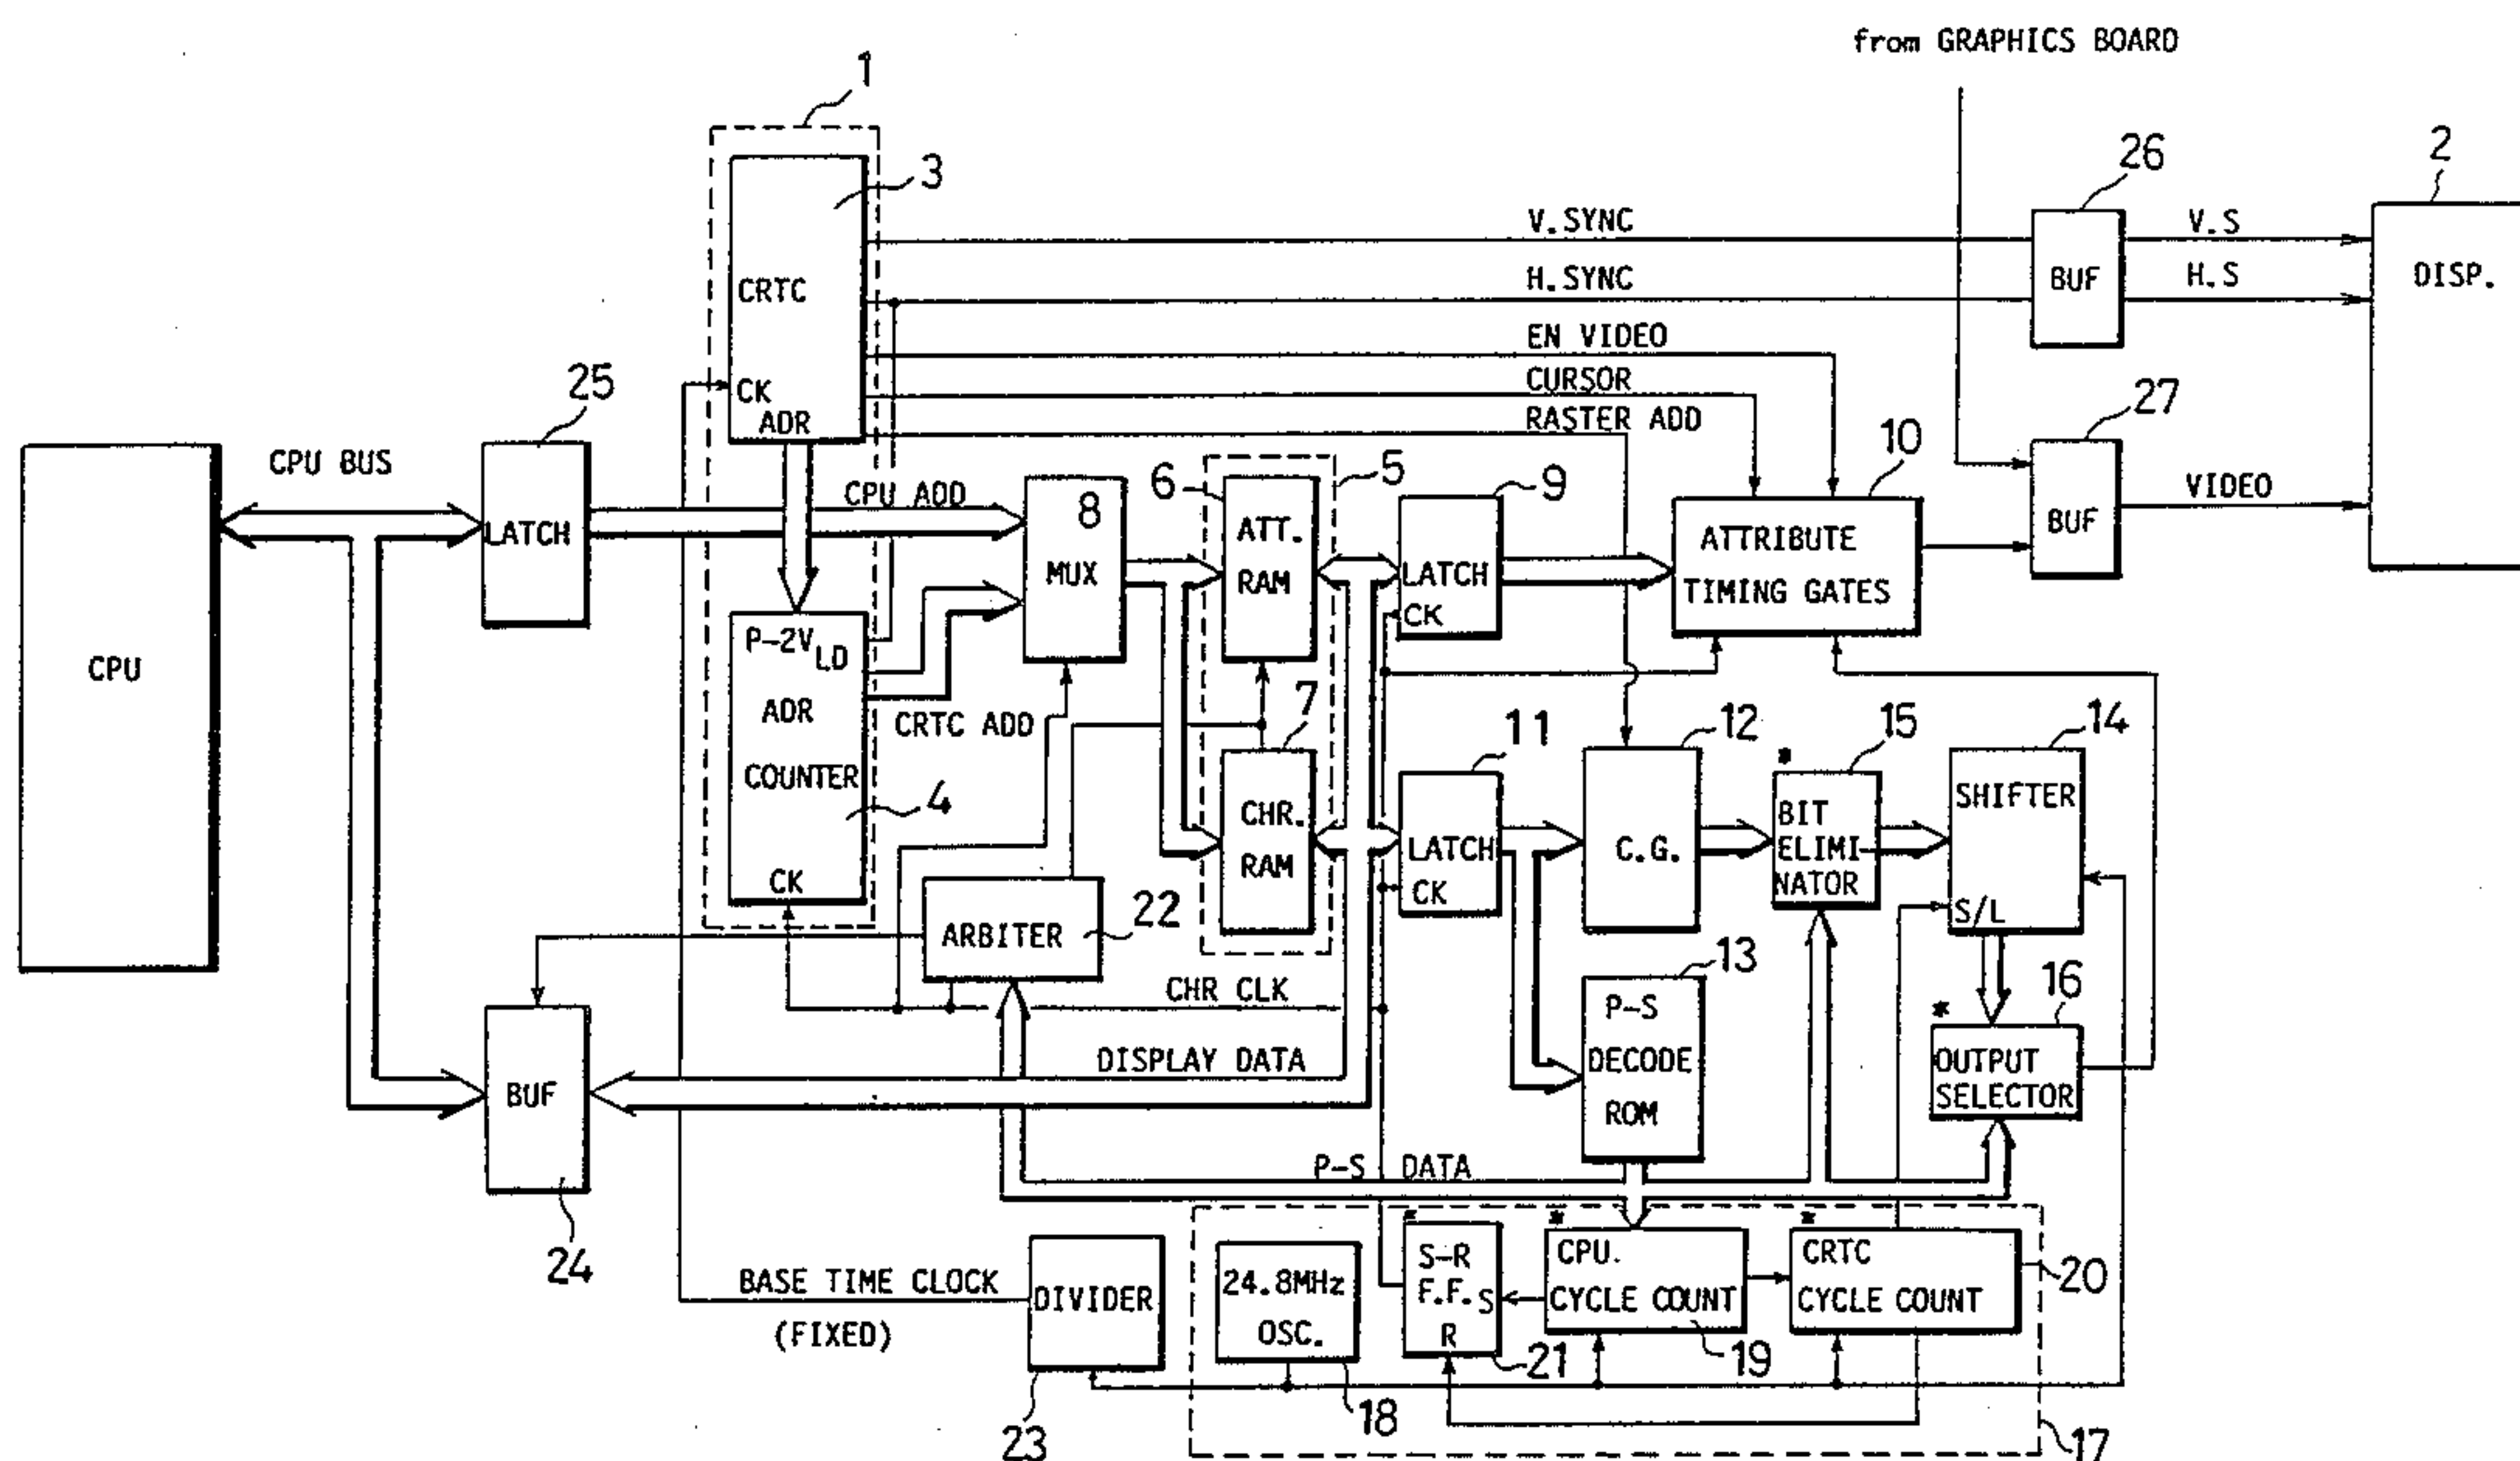 from GRAPHICS BOARD
1
3
26
2
V.SYNC
V.S
H.SYNC
H.S
CRTC
BUF
DISP.
EN VIDEO
CK
CURSOR
ADR
RASTER ADD
25
27
10
CPU BUS
CPU ADD
6
5
9
VIDEO
LATCH
8
MUX
ATT.
RAM
LATCH
CK
ATTRIBUTE
TIMING GATES
BUF
CPU
P-2V
LD
ADR
COUNTER
CRTC ADD
7
11
12
*
15
14
4
CHR.
RAM
LATCH
CK
C.G.
BIT
ELIMI-
NATOR
SHIFTER
S/L
CK
ARBITER
22
13
CHR CLK
P-S
DECODE
ROM
*
16
OUTPUT
SELECTOR
DISPLAY DATA
BUF
P-S DATA
24
BASE TIME CLOCK
(FIXED)
DIVIDER
23
24.8MHz
OSC.
18
*
S-R
F.F.
S
R
21
*
CPU.
CYCLE COUNT
19
*
CRTC
CYCLE COUNT
20
17